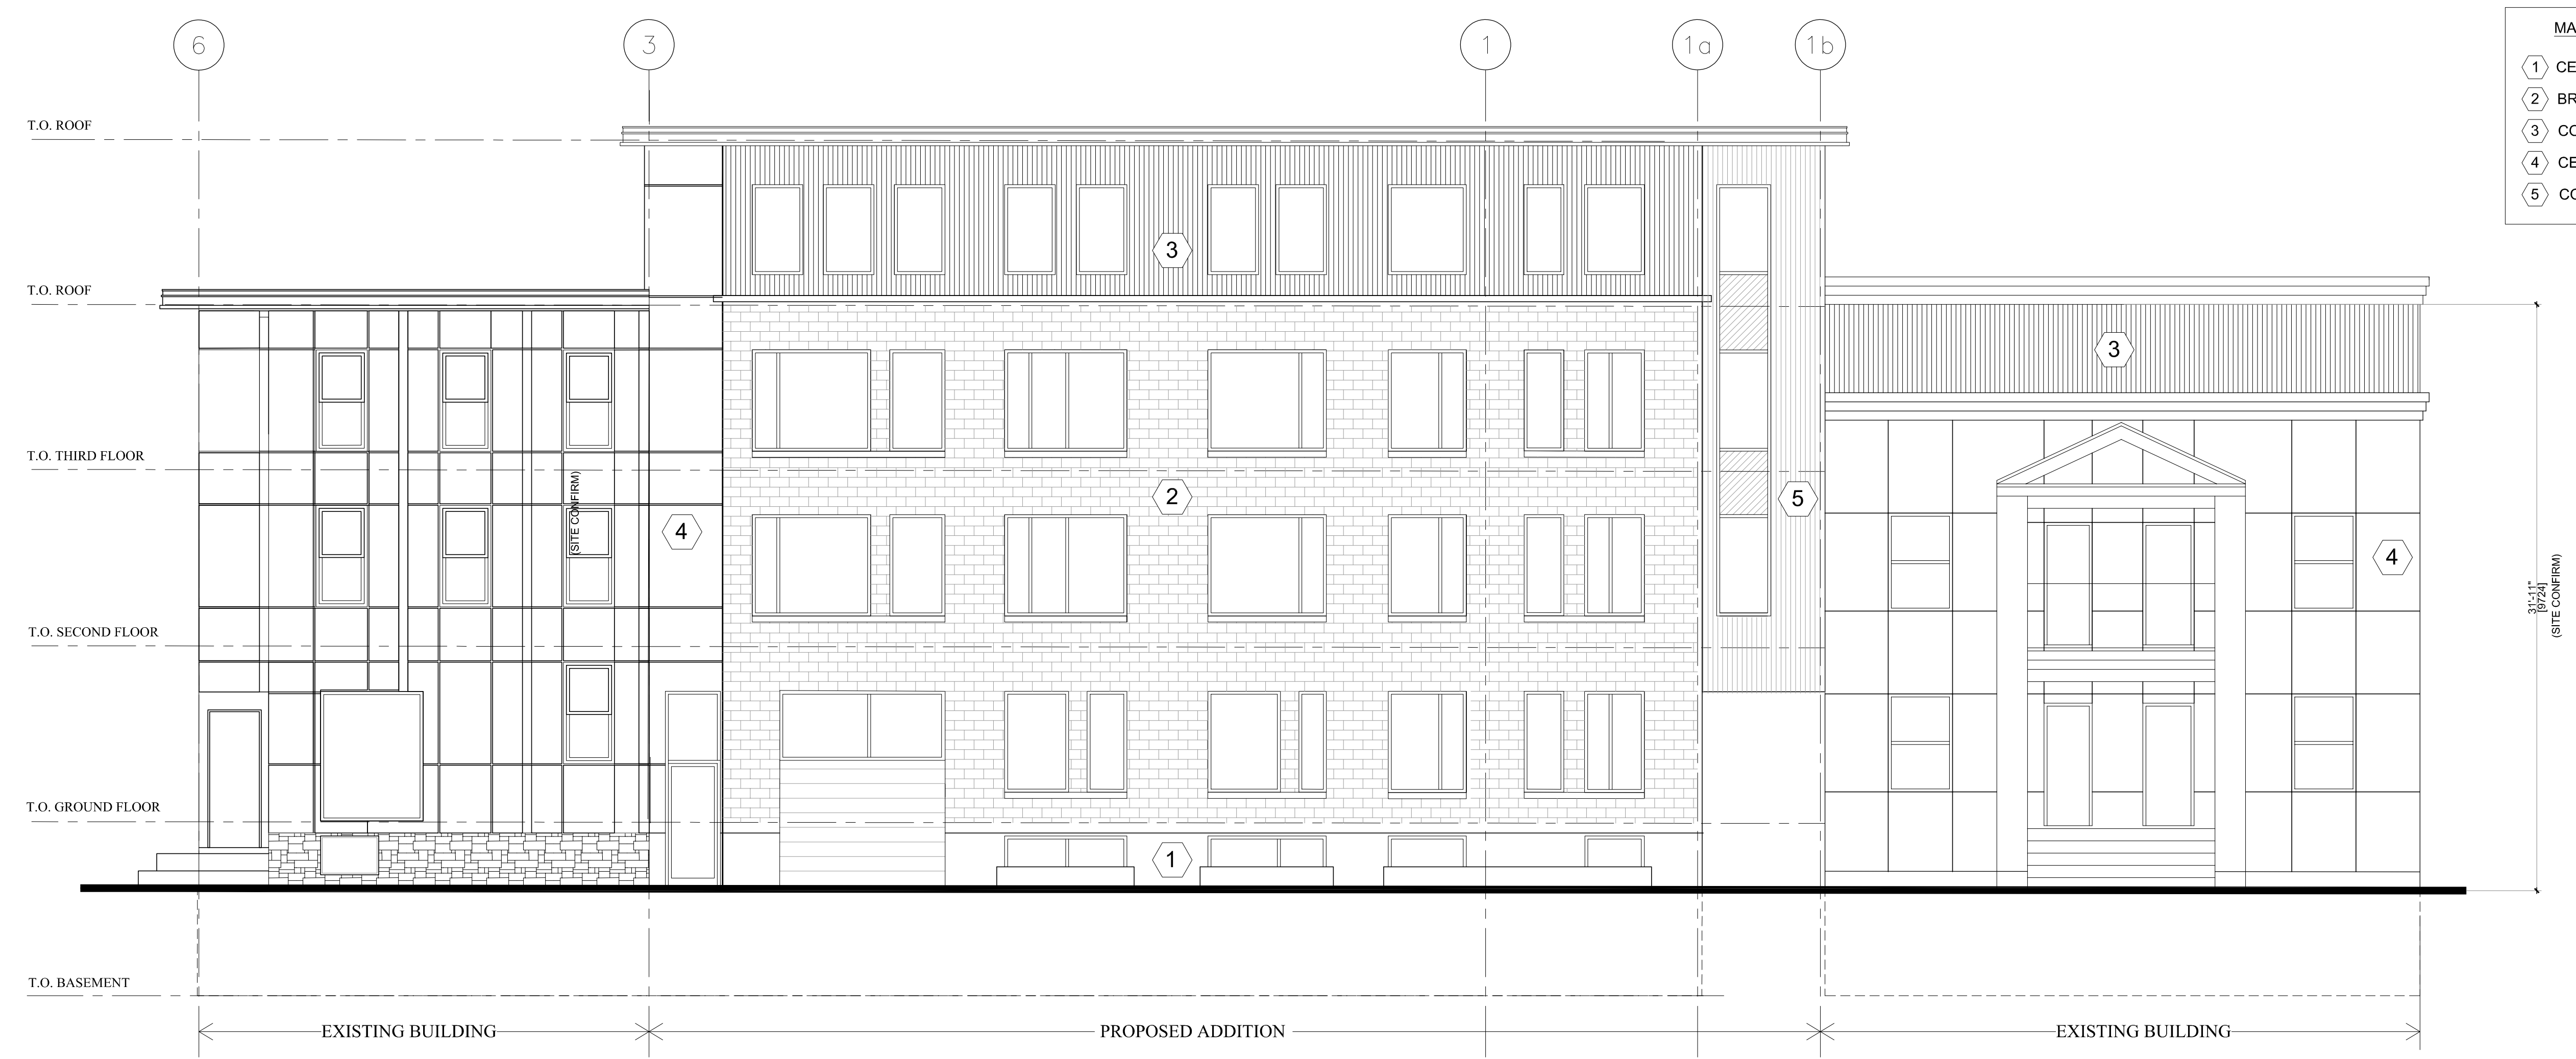 6
3
1
1a
1b
MA
1 CE
2 BR
3 CO
4 CE
5 CO
T.O. ROOF
T.O. ROOF
T.O. THIRD FLOOR
T.O. SECOND FLOOR
T.O. GROUND FLOOR
T.O. BASEMENT
(SITE CONFIRM)
3
3
2
4
5
4
1
31'-11"
[9724]
(SITE CONFIRM)
EXISTING BUILDING
PROPOSED ADDITION
EXISTING BUILDING